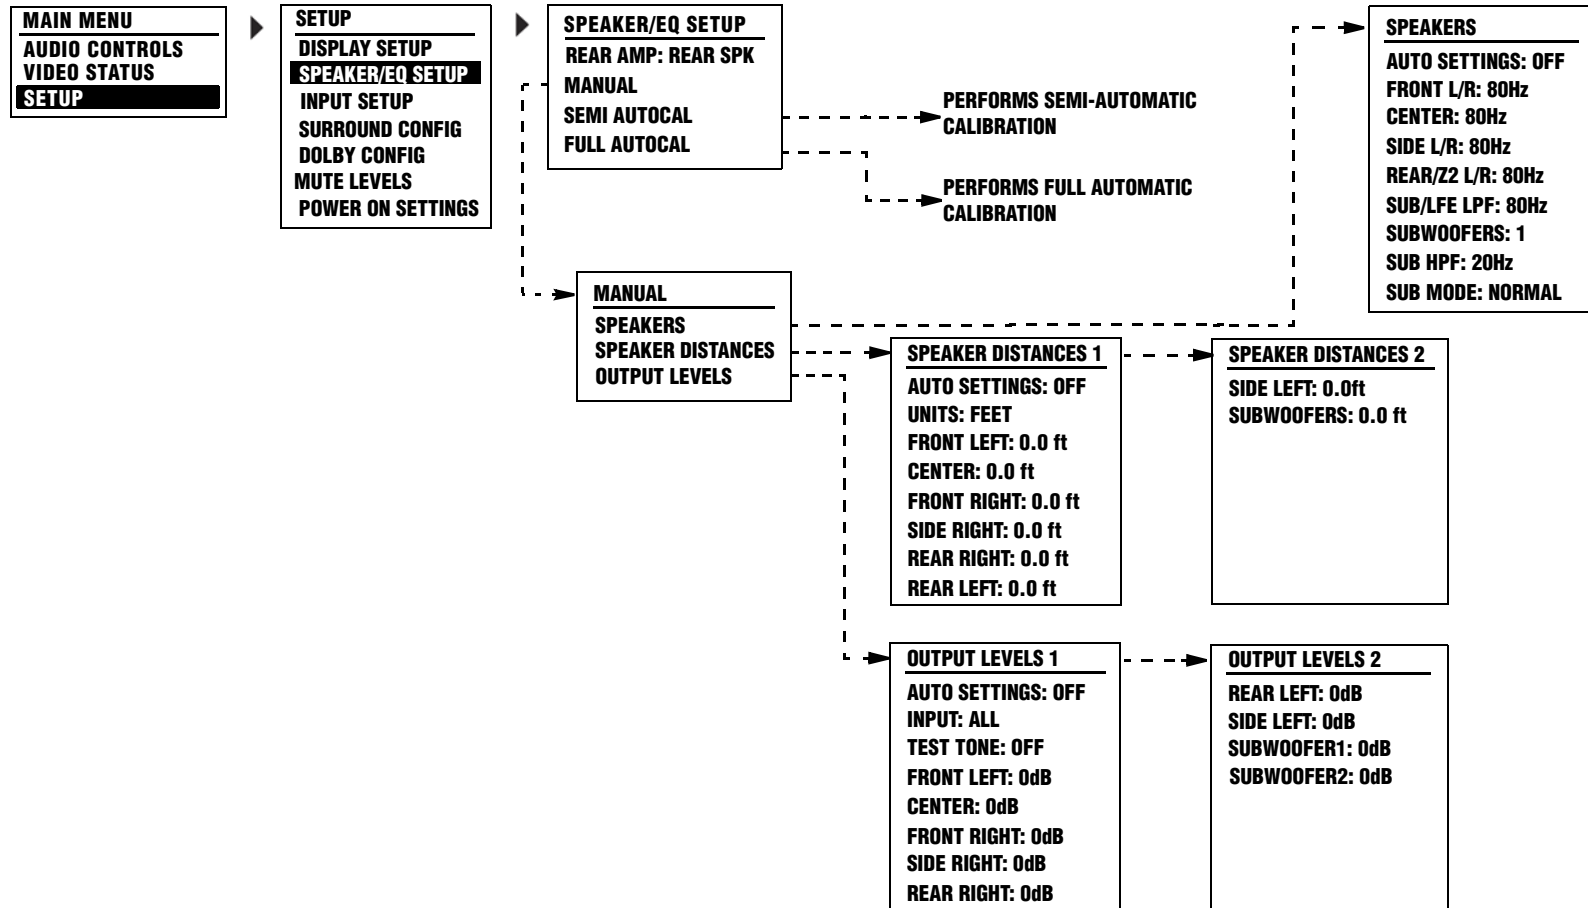 MAIN MENU
AUDIO CONTROLS
VIDEO STATUS
SETUP
SETUP
DISPLAY SETUP
SPEAKER/EQ SETUP
INPUT SETUP
SURROUND CONFIG
DOLBY CONFIG
MUTE LEVELS
POWER ON SETTINGS
SPEAKER/EQ SETUP
REAR AMP: REAR SPK
MANUAL
SEMI AUTOCAL
FULL AUTOCAL
PERFORMS SEMI-AUTOMATIC
CALIBRATION
PERFORMS FULL AUTOMATIC
CALIBRATION
SPEAKERS
AUTO SETTINGS: OFF
FRONT L/R: 80Hz
CENTER: 80Hz
SIDE L/R: 80Hz
REAR/Z2 L/R: 80Hz
SUB/LFE LPF: 80Hz
SUBWOOFERS: 1
SUB HPF: 20Hz
SUB MODE: NORMAL
MANUAL
SPEAKERS
SPEAKER DISTANCES
OUTPUT LEVELS
SPEAKER DISTANCES 1
AUTO SETTINGS: OFF
UNITS: FEET
FRONT LEFT: 0.0 ft
CENTER: 0.0 ft
FRONT RIGHT: 0.0 ft
SIDE RIGHT: 0.0 ft
REAR RIGHT: 0.0 ft
REAR LEFT: 0.0 ft
SPEAKER DISTANCES 2
SIDE LEFT: 0.0ft
SUBWOOFERS: 0.0 ft
OUTPUT LEVELS 1
AUTO SETTINGS: OFF
INPUT: ALL
TEST TONE: OFF
FRONT LEFT: 0dB
CENTER: 0dB
FRONT RIGHT: 0dB
SIDE RIGHT: 0dB
REAR RIGHT: 0dB
OUTPUT LEVELS 2
REAR LEFT: 0dB
SIDE LEFT: 0dB
SUBWOOFER1: 0dB
SUBWOOFER2: 0dB